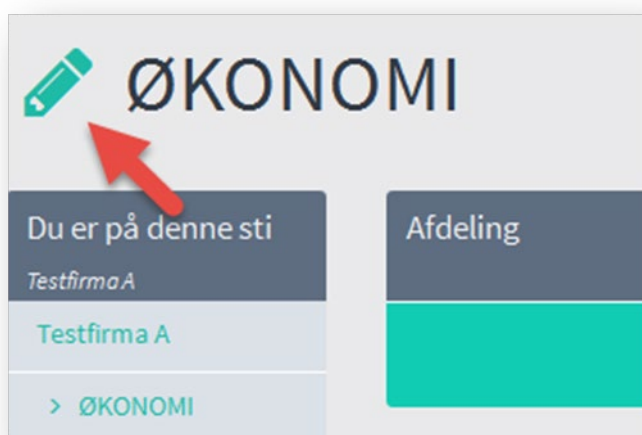 ØKONOMI
Du er på denne sti
Testfirma A
Testfirma A
> ØKONOMI
Afdeling